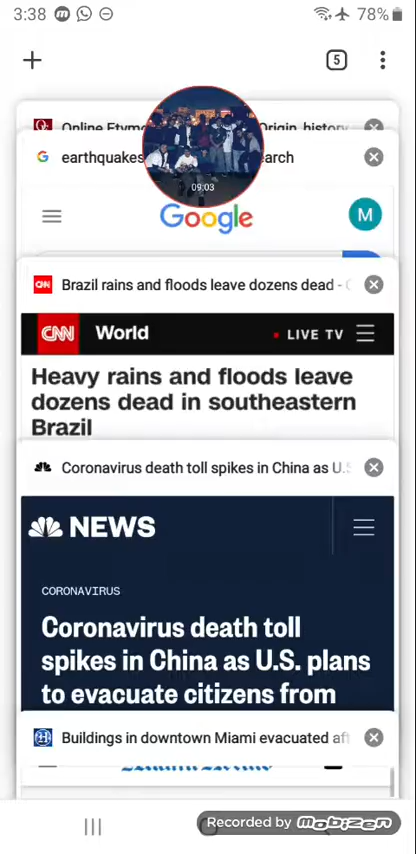 3:38
78%
5
Online Etym
Origin, history
earthquakes
arch
09:03
Google
M
Brazil rains and floods leave dozens dead - C
CNN World LIVE TV
Heavy rains and floods leave
dozens dead in southeastern
Brazil
Coronavirus death toll spikes in China as U.S
NEWS
CORONAVIRUS
Coronavirus death toll
spikes in China as U.S. plans
to evacuate citizens from
Buildings in downtown Miami evacuated aft
Recorded by mobizen